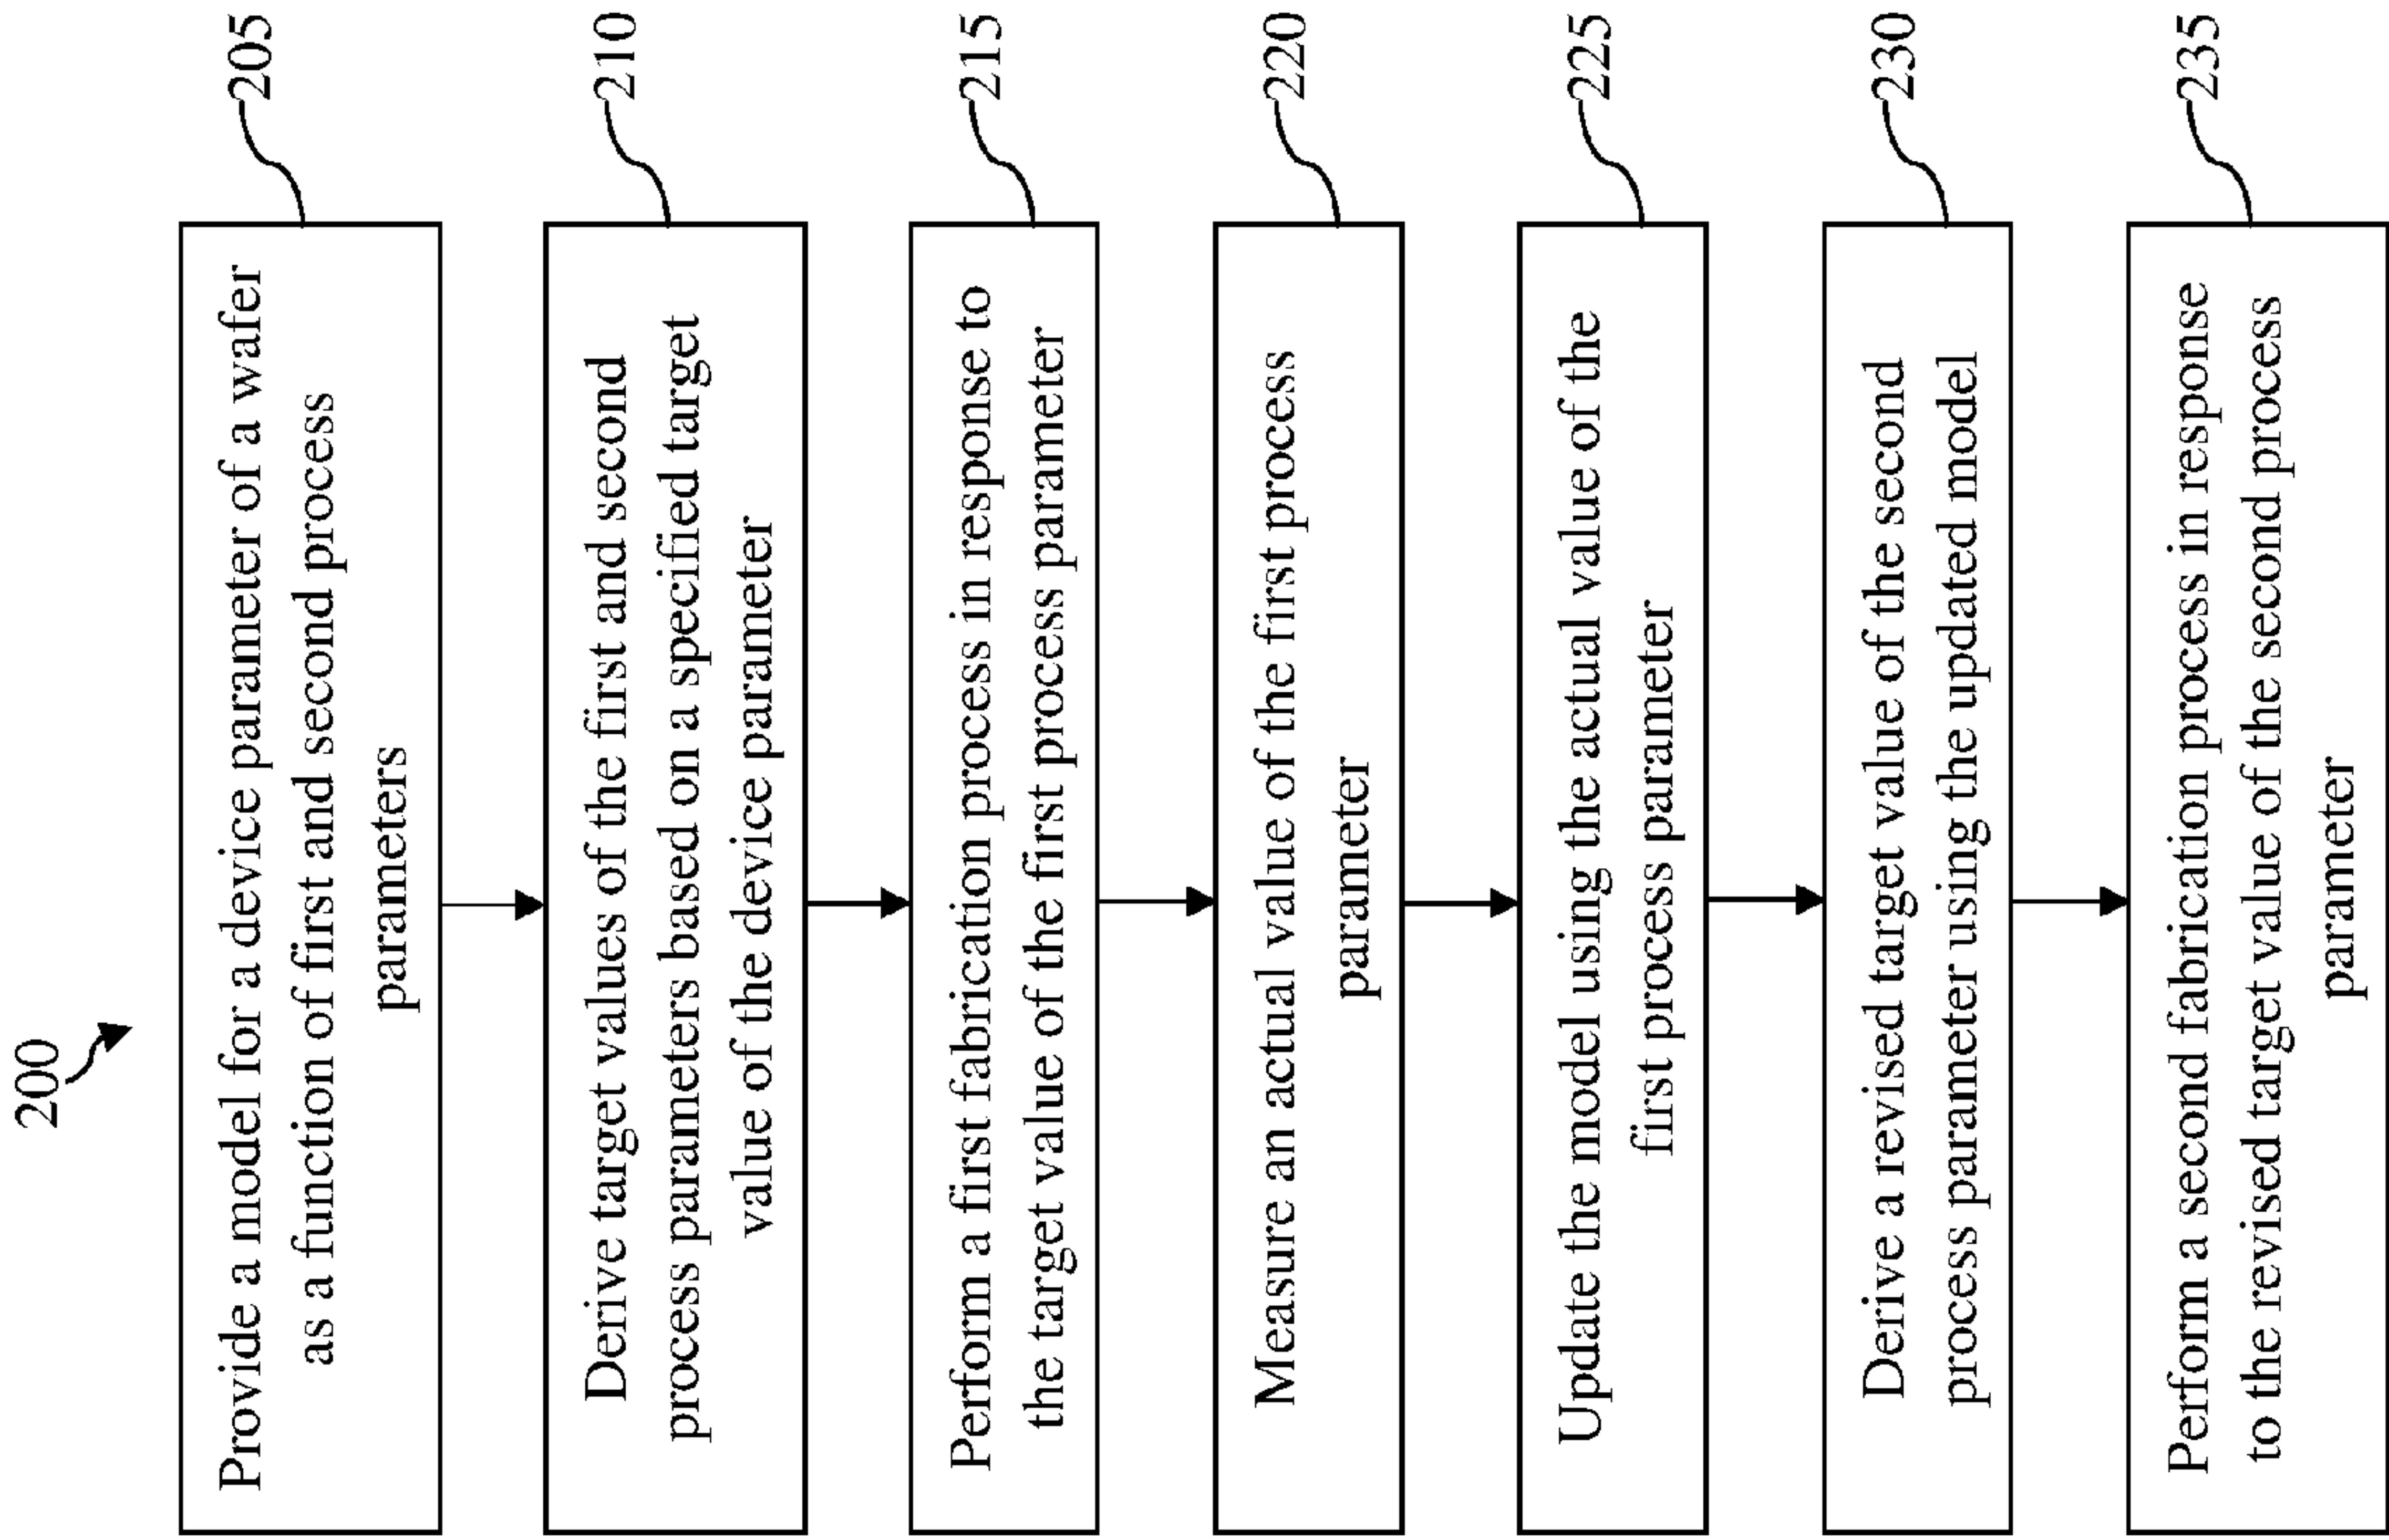 200
Provide a model for a device parameter of a wafer
as a function of first and second process
parameters
205
Derive target values of the first and second
process parameters based on a specified target
value of the device parameter
210
Perform a first fabrication process in response to
the target value of the first process parameter
215
Measure an actual value of the first process
parameter
220
Update the model using the actual value of the
first process parameter
225
Derive a revised target value of the second
process parameter using the updated model
230
Perform a second fabrication process in response
to the revised target value of the second process
parameter
235